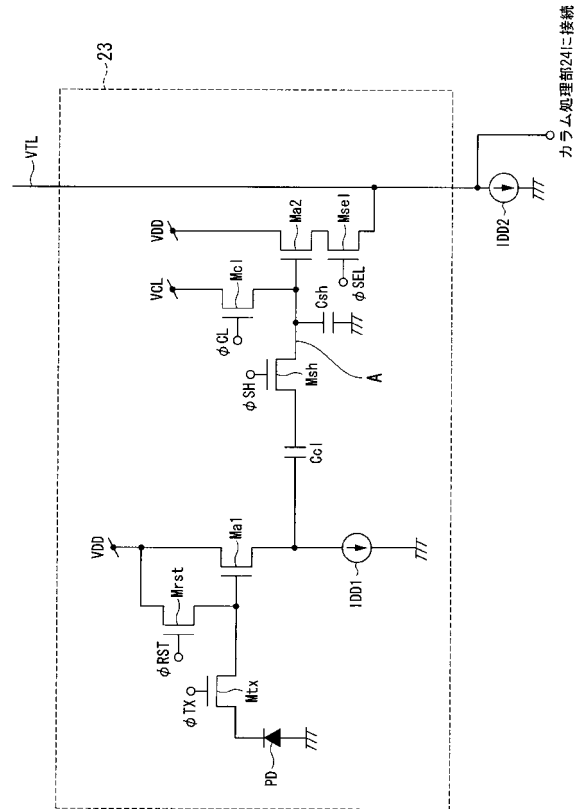 23
VTL
VDD
VCL
Ma2
Mcl
Msel
φCL
φSEL
Csh
φSH
Msh
A
Ccl
VDD
Ma1
Mrst
φRST
IDD1
φTX
Mtx
PD
IDD2
カラム処理部24に接続